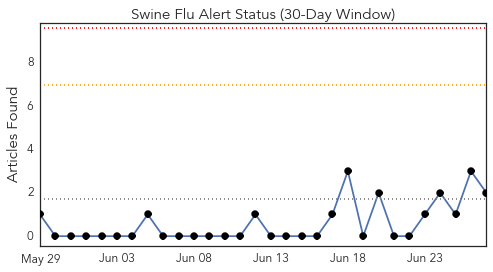 Swine Flu Alert Status (30-Day Window)
Articles Found
8
6
4
2
0
May 29
Jun 03
Jun 08
Jun 13
Jun 18
Jun 23